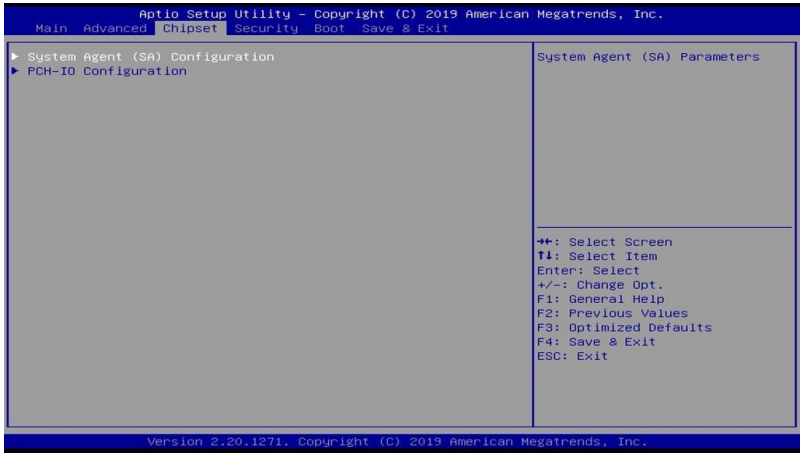 Aptio Setup Utility – Copyright (C) 2019 American Megatrends, Inc.
Main Advanced Chipset Security Boot Save & Exit
▶ System Agent (SA) Configuration
▶ PCH-IO Configuration
System Agent (SA) Parameters
→←: Select Screen
↑↓: Select Item
Enter: Select
+/-: Change Opt.
F1: General Help
F2: Previous Values
F3: Optimized Defaults
F4: Save & Exit
ESC: Exit
Version 2.20.1271. Copyright (C) 2019 American Megatrends, Inc.